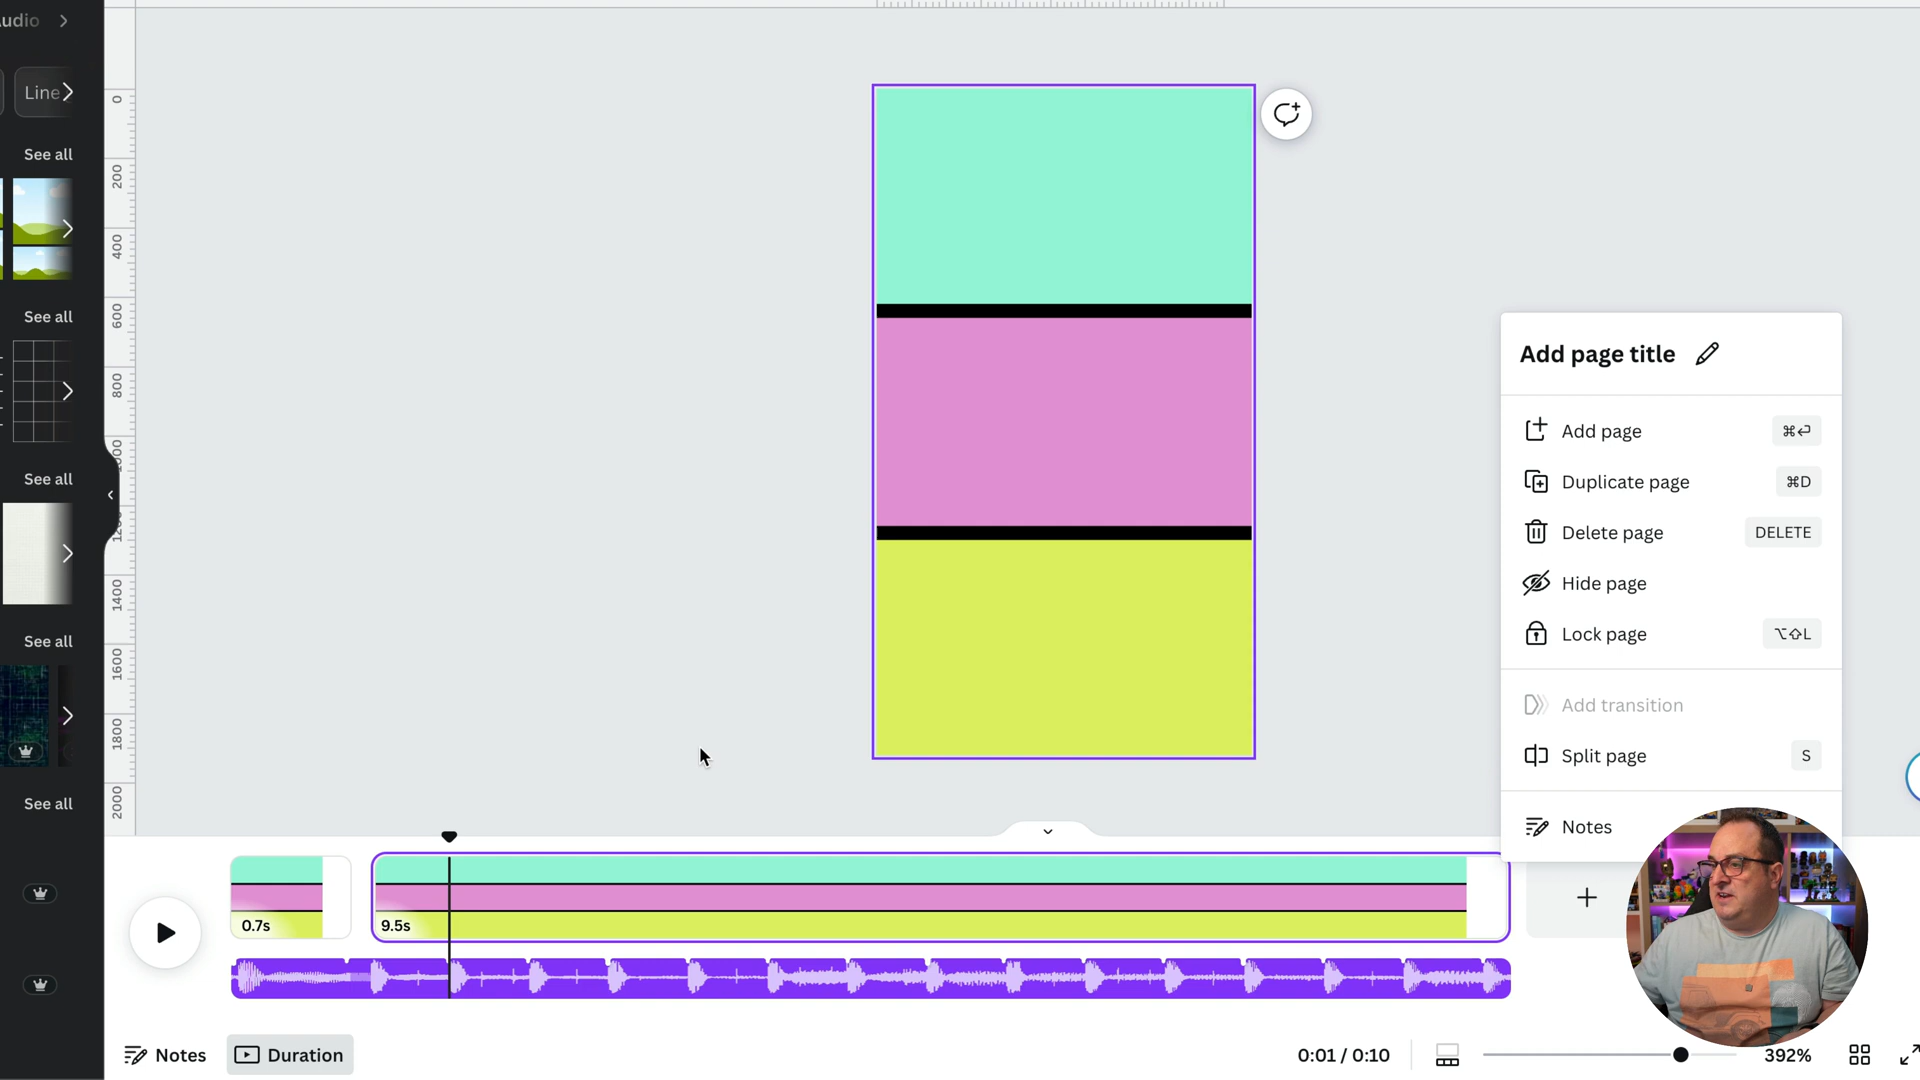 udio
Line
See all
See all
See all
See all
See all
0
200
400
600
800
1400
1600
1800
2000
Add page title
Add page ⌘↵
Duplicate page ⌘D
Delete page DELETE
Hide page
Lock page ⌥⇧L
Add transition
Split page S
Notes
0.7s
9.5s
Notes
Duration
0:01 / 0:10
392%